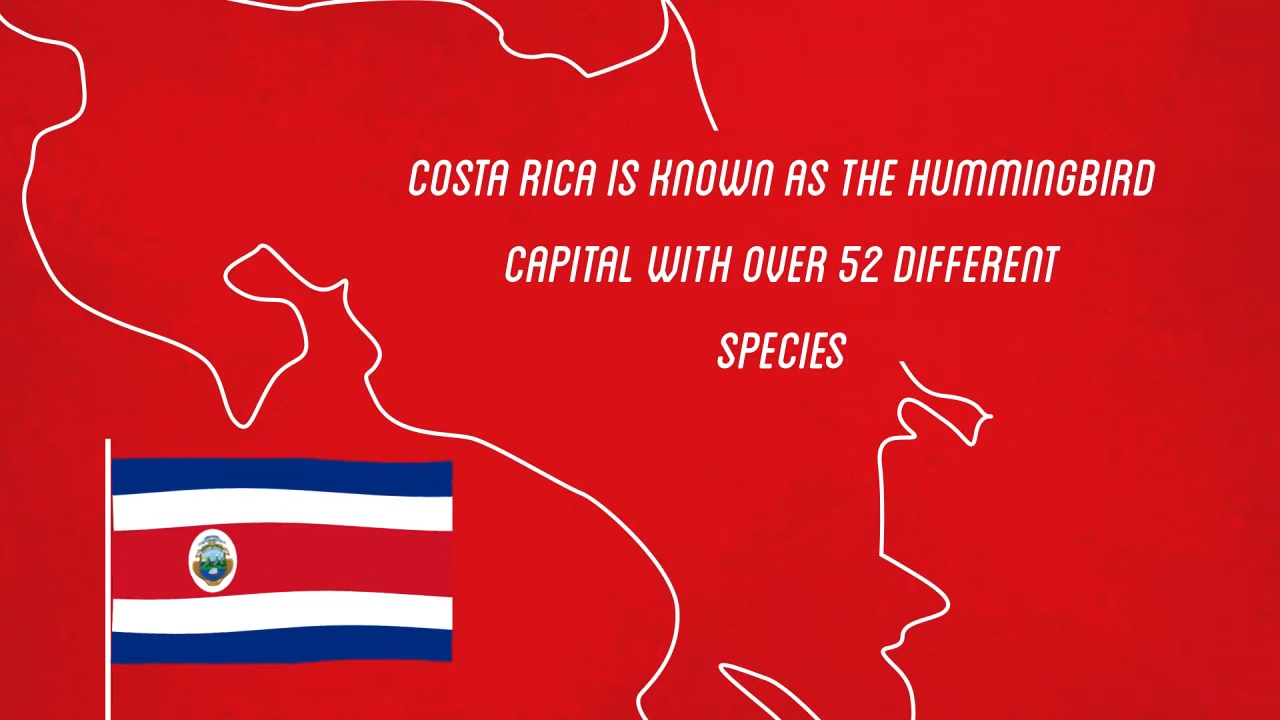 COSTA RICA IS KNOWN AS THE HUMMINGBIRD
CAPITAL WITH OVER 52 DIFFERENT
SPECIES